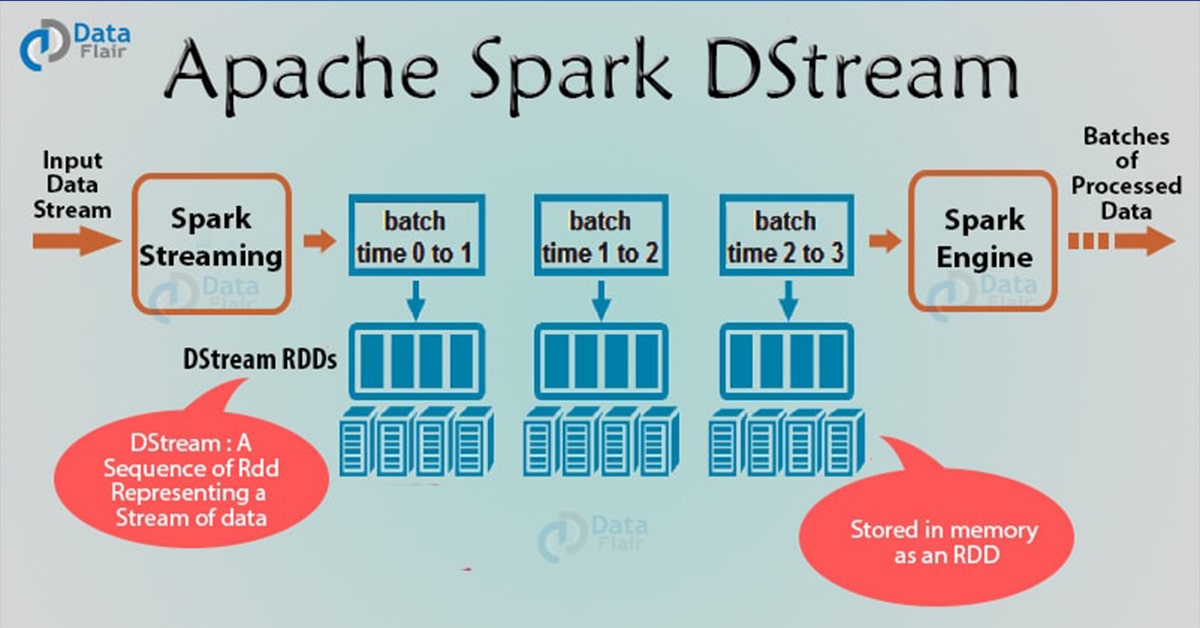 Data
Flair
Apache Spark DStream
Input
Data
Stream
Spark
Streaming
batch
time 0 to 1
batch
time 1 to 2
batch
time 2 to 3
Spark
Engine
Batches
of
Processed
Data
Data
Flair
Data
Flair
DStream RDDs
DStream : A
Sequence of Rdd
Representing a
Stream of data
Stored in memory
as an RDD
Data
Flair